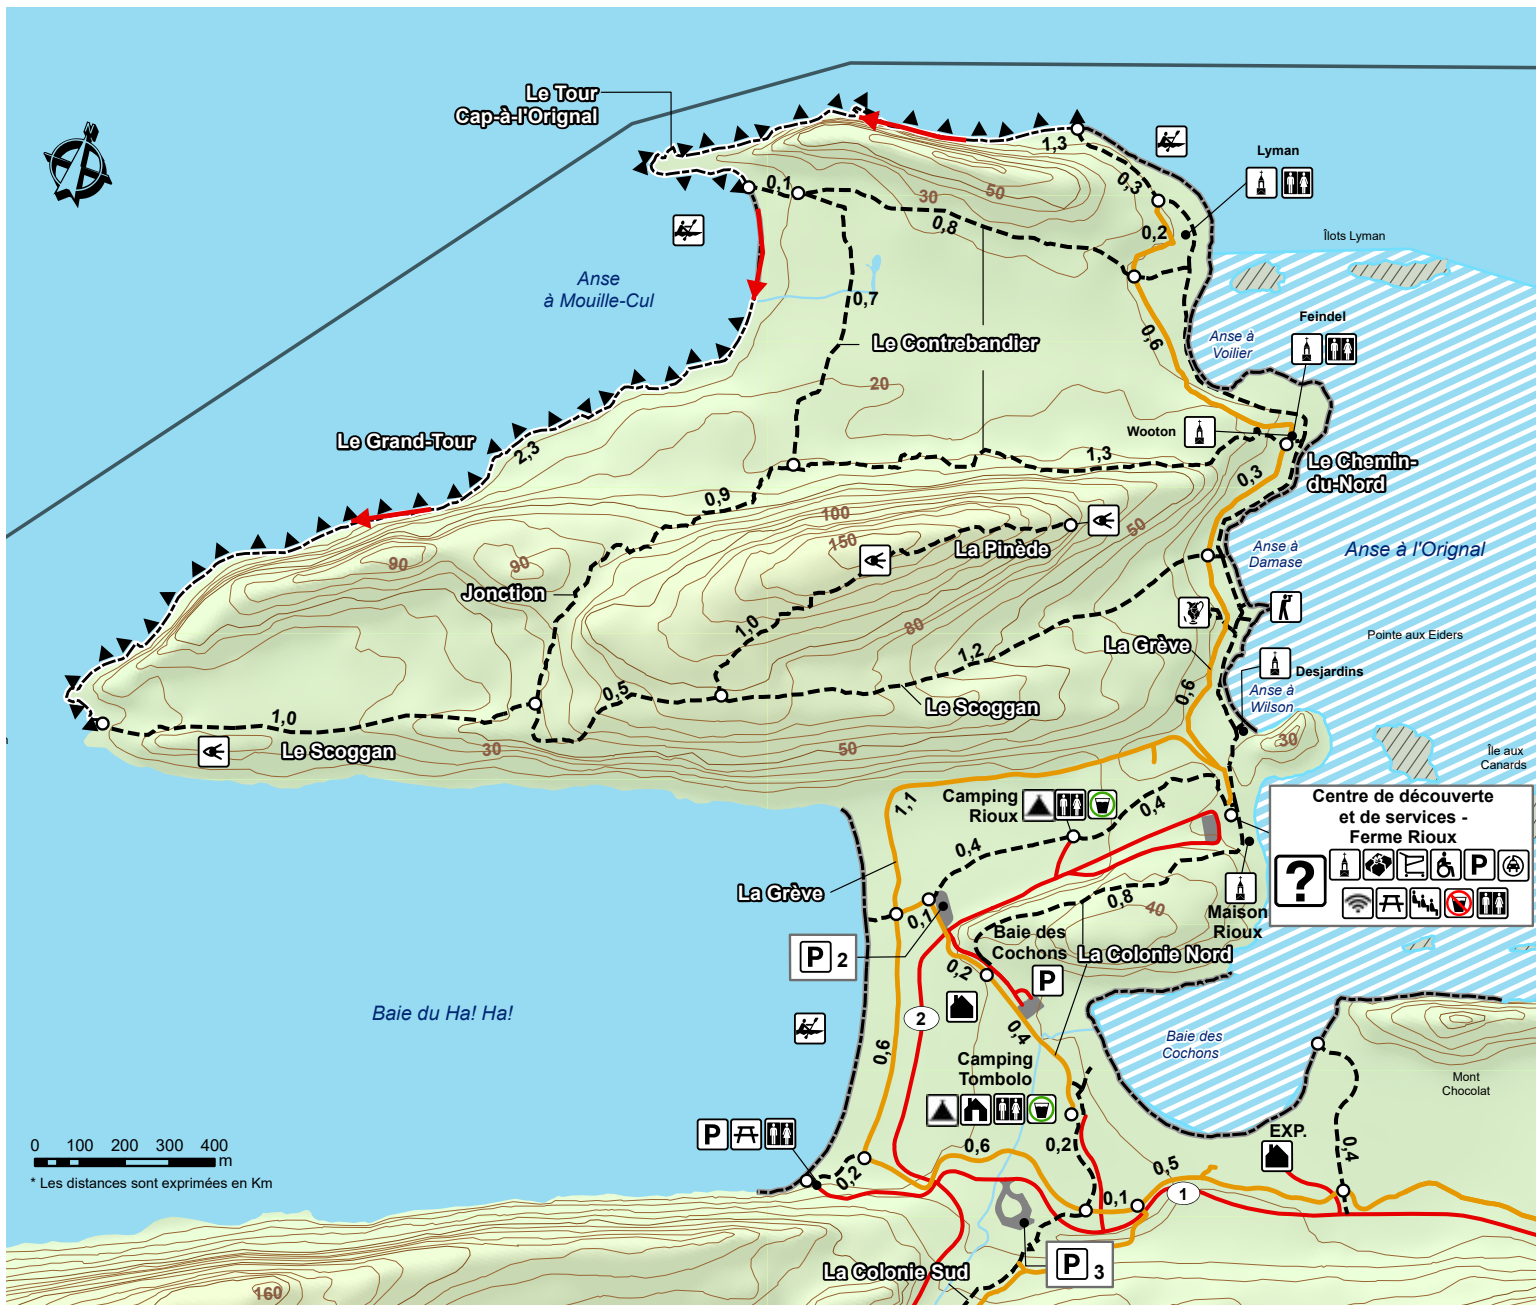 N
Le Tour
Cap-à-l'Orignal
1,3
0,3
Lyman
0,1
50
30
0,8
0,2
Îlots Lyman
Anse
à Mouille-Cul
0,7
Feindel
Le Contrebandier
0,6
Anse à
Voilier
20
Le Grand-Tour
2,3
Wooton
1,3
Le Chemin-
du-Nord
0,3
0,9
100
50
150
La Pinède
90
90
Anse à
Damase
Anse à l'Orignal
Jonction
1,0
80
1,2
La Grève
Pointe aux Eiders
Desjardins
0,5
0,6
Anse à
Wilson
1,0
Le Scoggan
Le Scoggan
30
50
30
Île aux
Canards
1,1
Camping
Rioux
0,4
Centre de découverte
et de services -
Ferme Rioux
? P
0,4
La Grève
0,8
40
0,1
Maison
Rioux
P 2
Baie des
Cochons
La Colonie Nord
0,2
P
Baie du Ha! Ha!
2
0,4
0,6
Baie des
Cochons
Camping
Tombolo
Mont
Chocolat
P
EXP.
0 100 200 300 400
m
0,6
0,2
0,5
0,4
0,2
* Les distances sont exprimées en Km
0,1
1
P 3
La Colonie Sud
160